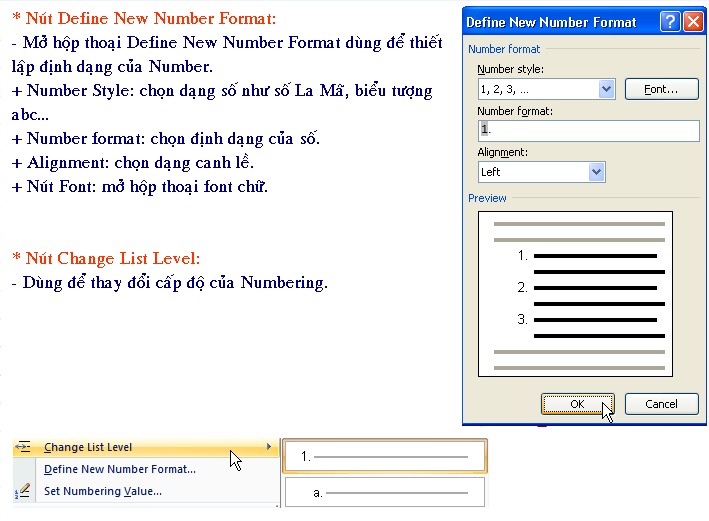 * Nút Define New Number Format:
- Mở hộp thoại Define New Number Format dùng để thiết
lập định dạng của Number.
+ Number Style: chọn dạng số như số La Mã, biểu tượng
abc...
+ Number format: chọn định dạng của số.
+ Alignment: chọn dạng canh lề.
+ Nút Font: mở hộp thoại font chữ.
* Nút Change List Level:
- Dùng để thay đổi cấp độ của Numbering.
Define New Number Format
Number format
Number style:
1, 2, 3, ...
Font...
Number format:
1.
Alignment:
Left
Preview
1.
2.
3.
OK
Cancel
Change List Level
Define New Number Format...
Set Numbering Value...
1.
a.